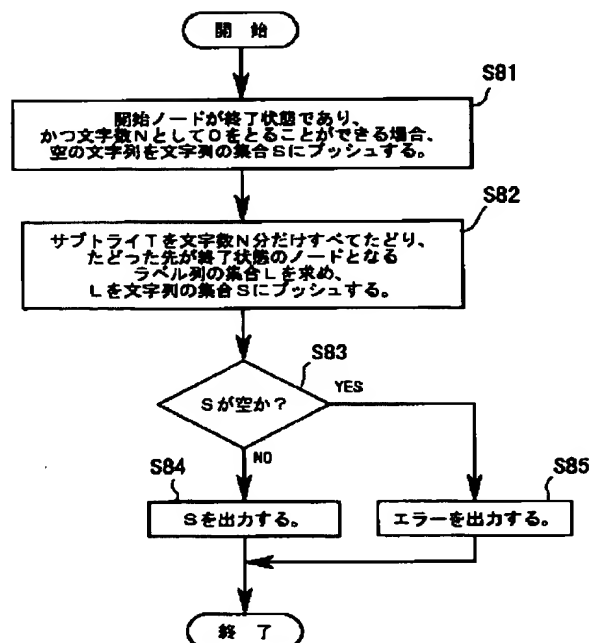 開始
S81
開始ノードが終了状態であり、
かつ文字数Nとして0をとることができる場合、
空の文字列を文字列の集合Sにプッシュする。
S82
サブトライTを文字数N分だけすべてたどり、
たどった先が終了状態のノードとなる
ラベル列の集合Lを求め、
Lを文字列の集合Sにプッシュする。
S83
Sが空か?
YES
NO
S84
Sを出力する。
S85
エラーを出力する。
終了